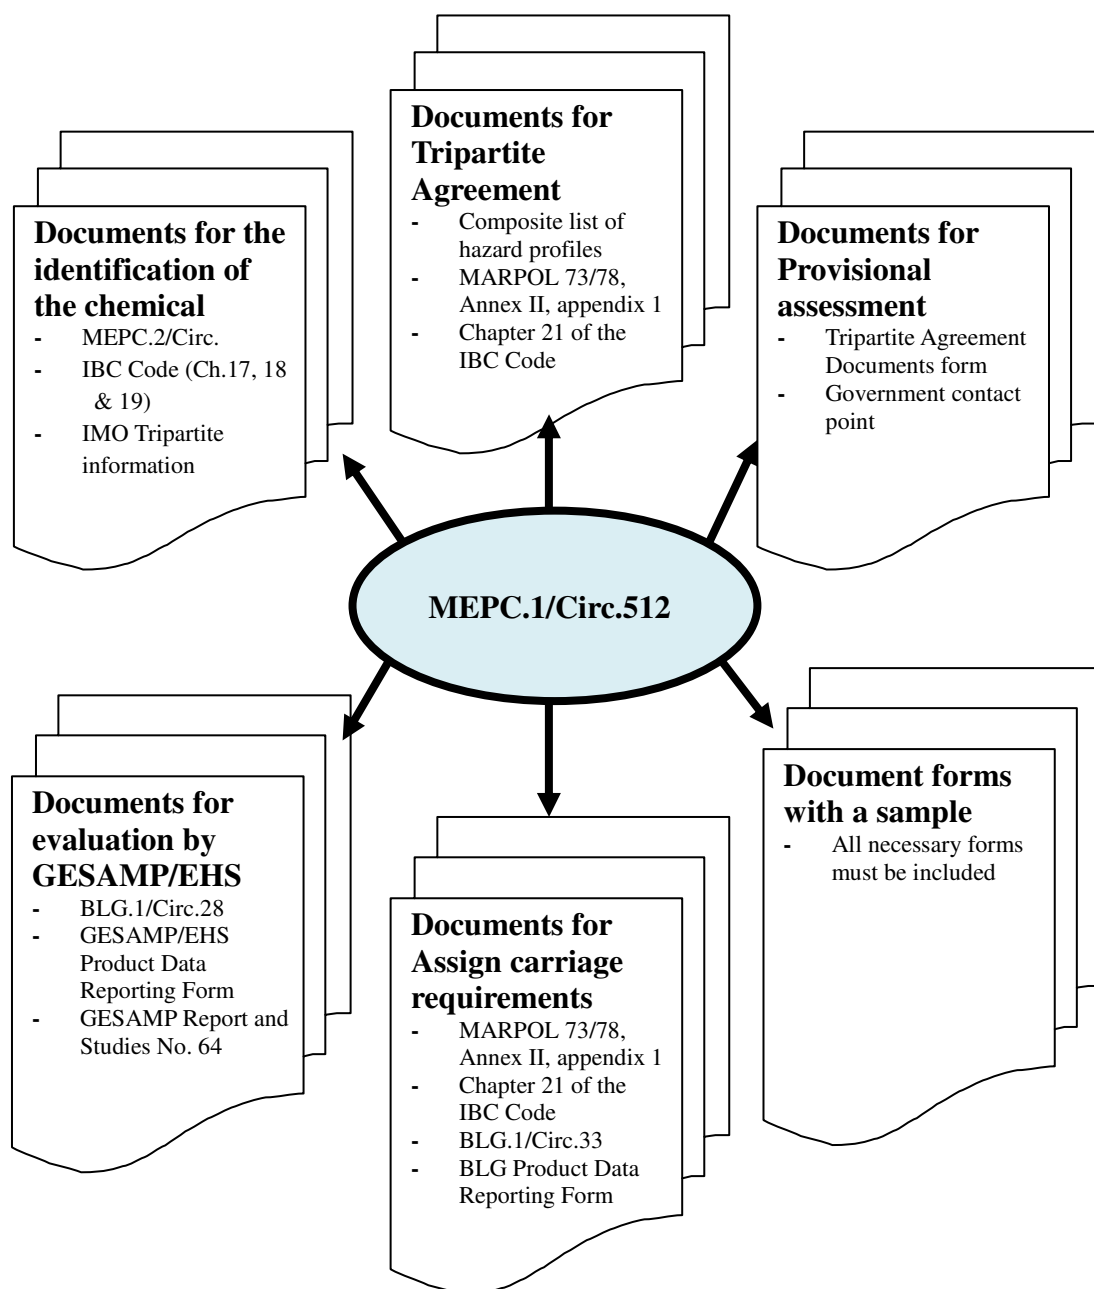 Documents for
Tripartite
Agreement
- Composite list of
hazard profiles
- MARPOL 73/78,
Annex II, appendix 1
- Chapter 21 of the
IBC Code
Documents for the
identification of
the chemical
- MEPC.2/Circ.
- IBC Code (Ch.17, 18
& 19)
- IMO Tripartite
information
Documents for
Provisional
assessment
- Tripartite Agreement
Documents form
- Government contact
point
MEPC.1/Circ.512
Documents for
evaluation by
GESAMP/EHS
- BLG.1/Circ.28
- GESAMP/EHS
Product Data
Reporting Form
- GESAMP Report and
Studies No. 64
Documents for
Assign carriage
requirements
- MARPOL 73/78,
Annex II, appendix 1
- Chapter 21 of the
IBC Code
- BLG.1/Circ.33
- BLG Product Data
Reporting Form
Document forms
with a sample
- All necessary forms
must be included